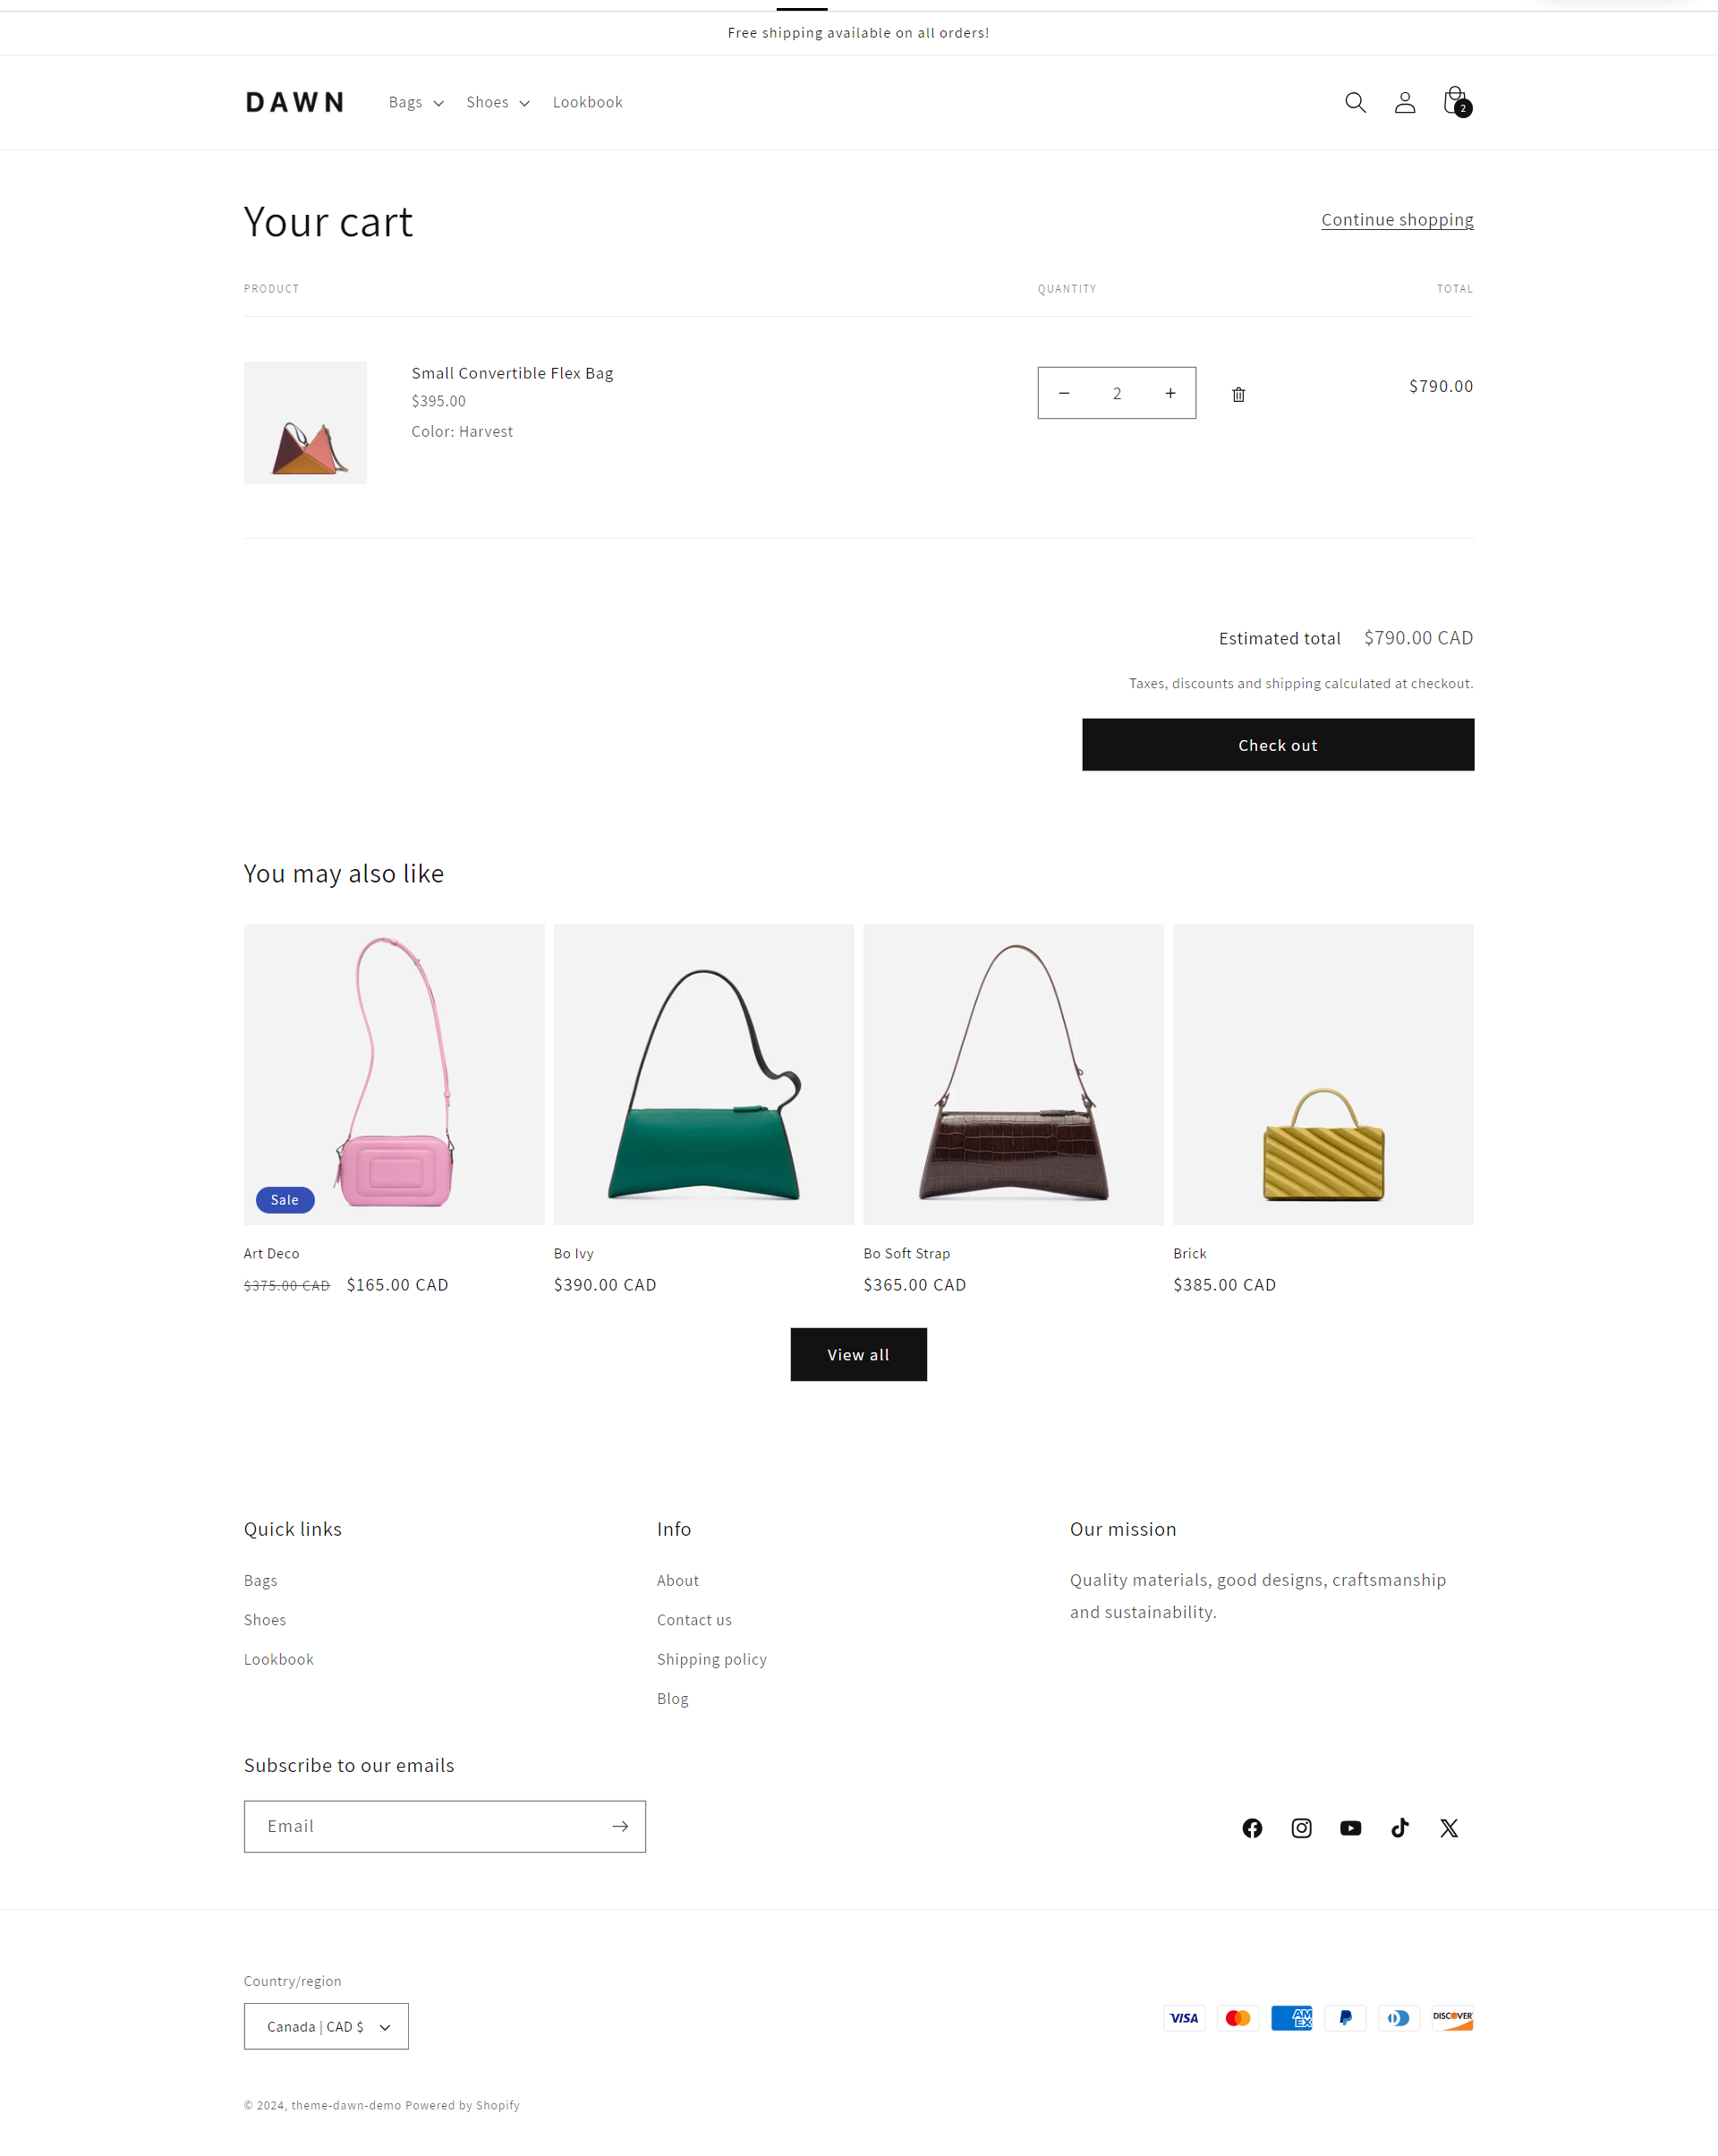 Free shipping available on all orders!
DAWN
Bags
Shoes
Lookbook
2
Your cart
Continue shopping
PRODUCT
QUANTITY
TOTAL
Small Convertible Flex Bag
$395.00
Color: Harvest
2
$790.00
Estimated total $790.00 CAD
Taxes, discounts and shipping calculated at checkout.
Check out
You may also like
Sale
Art Deco
$375.00 CAD $165.00 CAD
Bo Ivy
$390.00 CAD
Bo Soft Strap
$365.00 CAD
Brick
$385.00 CAD
View all
Quick links
Bags
Shoes
Lookbook
Info
About
Contact us
Shipping policy
Blog
Our mission
Quality materials, good designs, craftsmanship
and sustainability.
Subscribe to our emails
Email
Country/region
Canada | CAD $
VISA
AM
EX
DISCOVER
© 2024, theme-dawn-demo Powered by Shopify